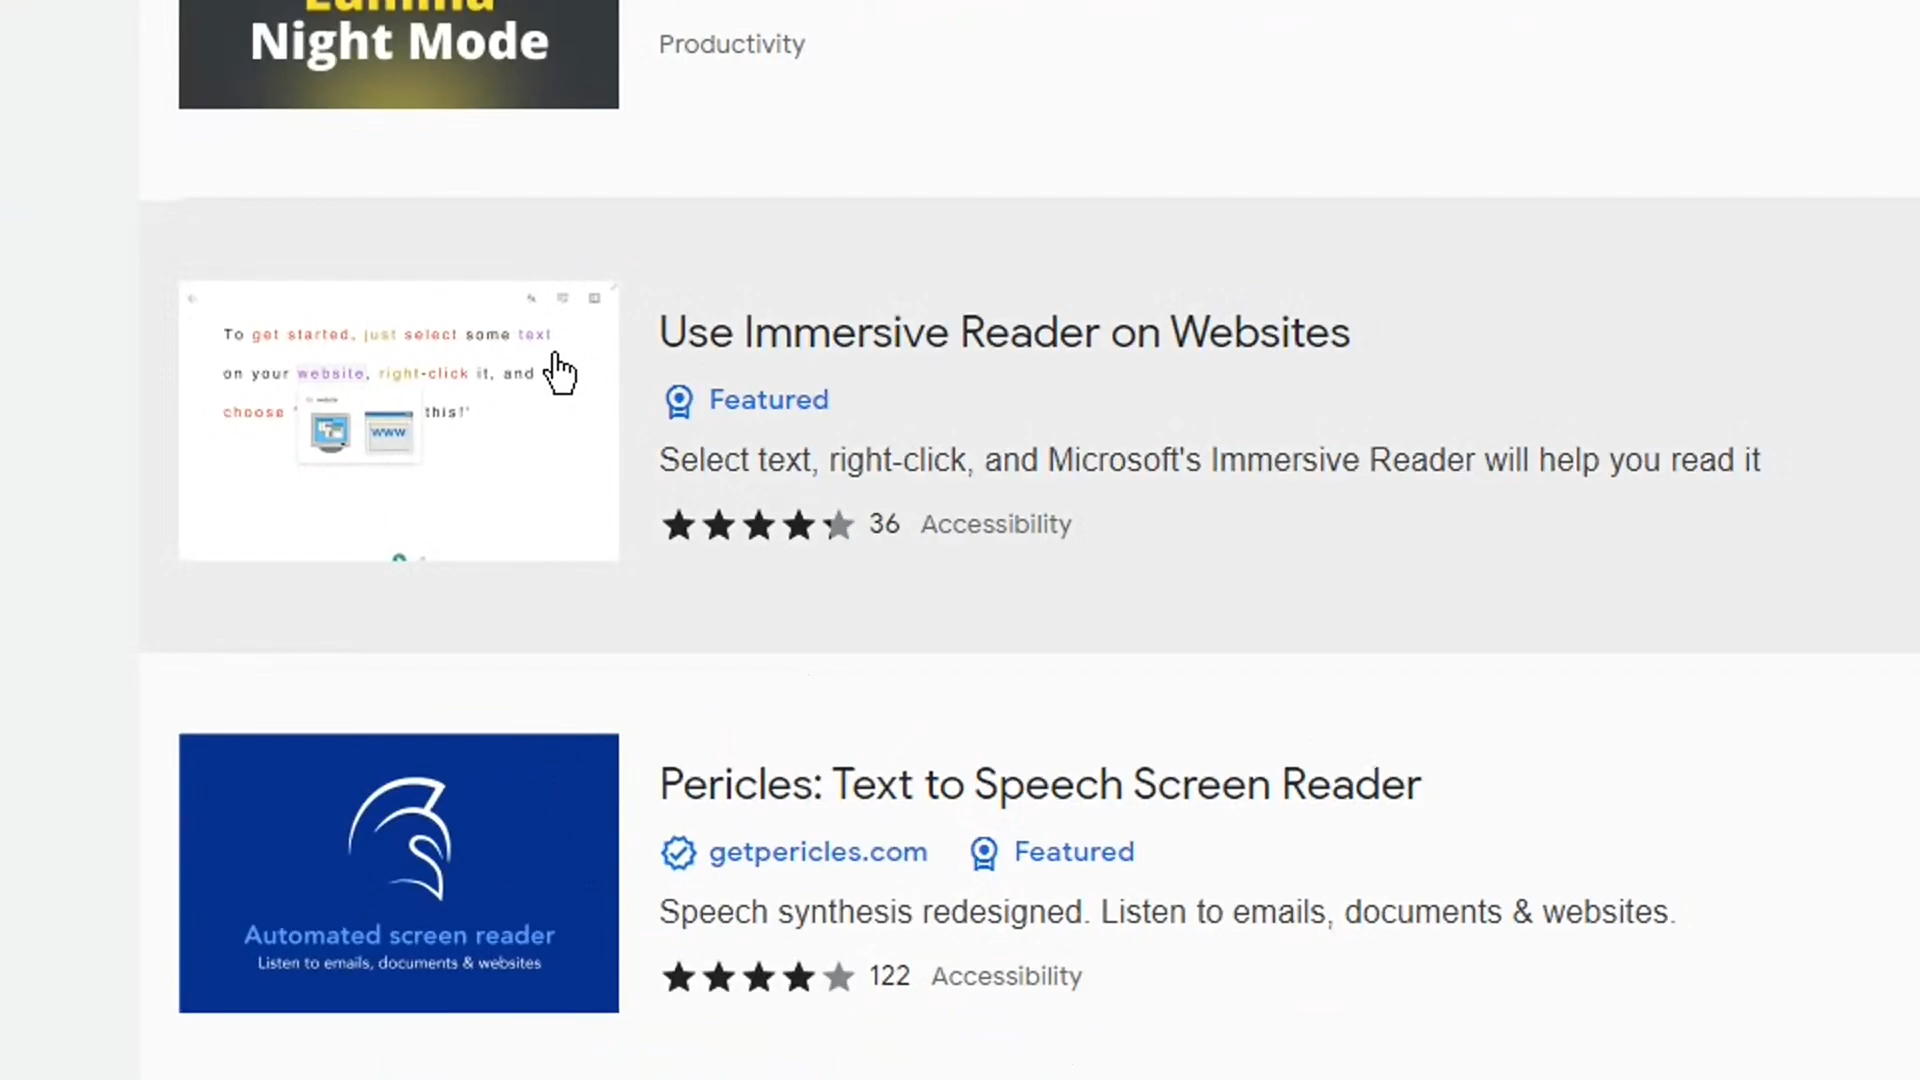 Night Mode
Productivity
To get started, just select some text
on your website, right-click it, and
choose "
this!"
website
WWW
Use Immersive Reader on Websites
Featured
Select text, right-click, and Microsoft's Immersive Reader will help you read it
36 Accessibility
Automated screen reader
Listen to emails, documents & websites
Pericles: Text to Speech Screen Reader
getpericles.com Featured
Speech synthesis redesigned. Listen to emails, documents & websites.
122 Accessibility